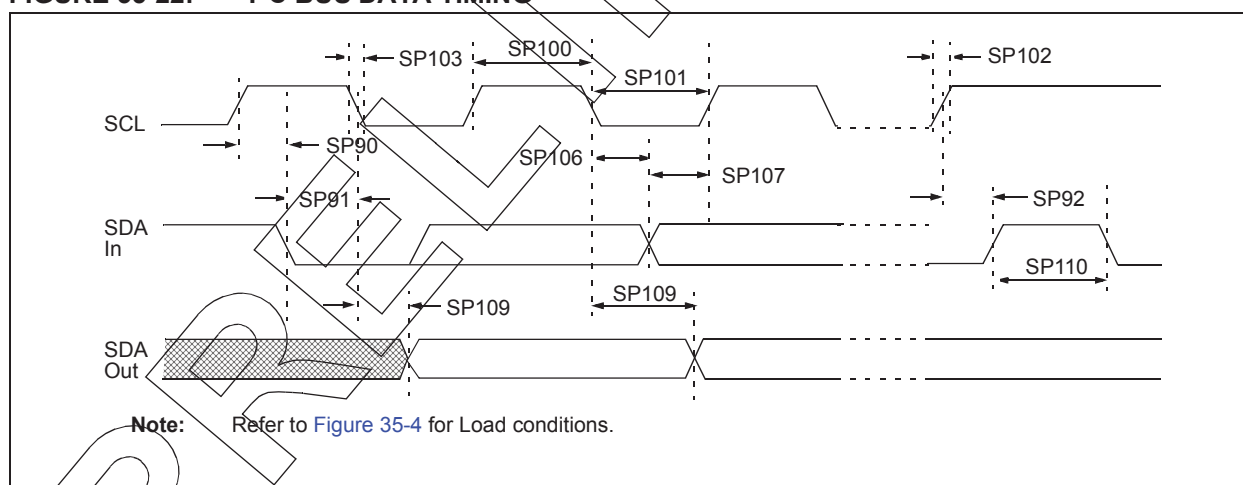 SP103
SP100
SP101
SP102
SCL
SP90
SP106
SP107
SP91
SP92
SDA
In
SP110
SP109
SP109
SDA
Out
Note: Refer to Figure 35-4 for Load conditions.